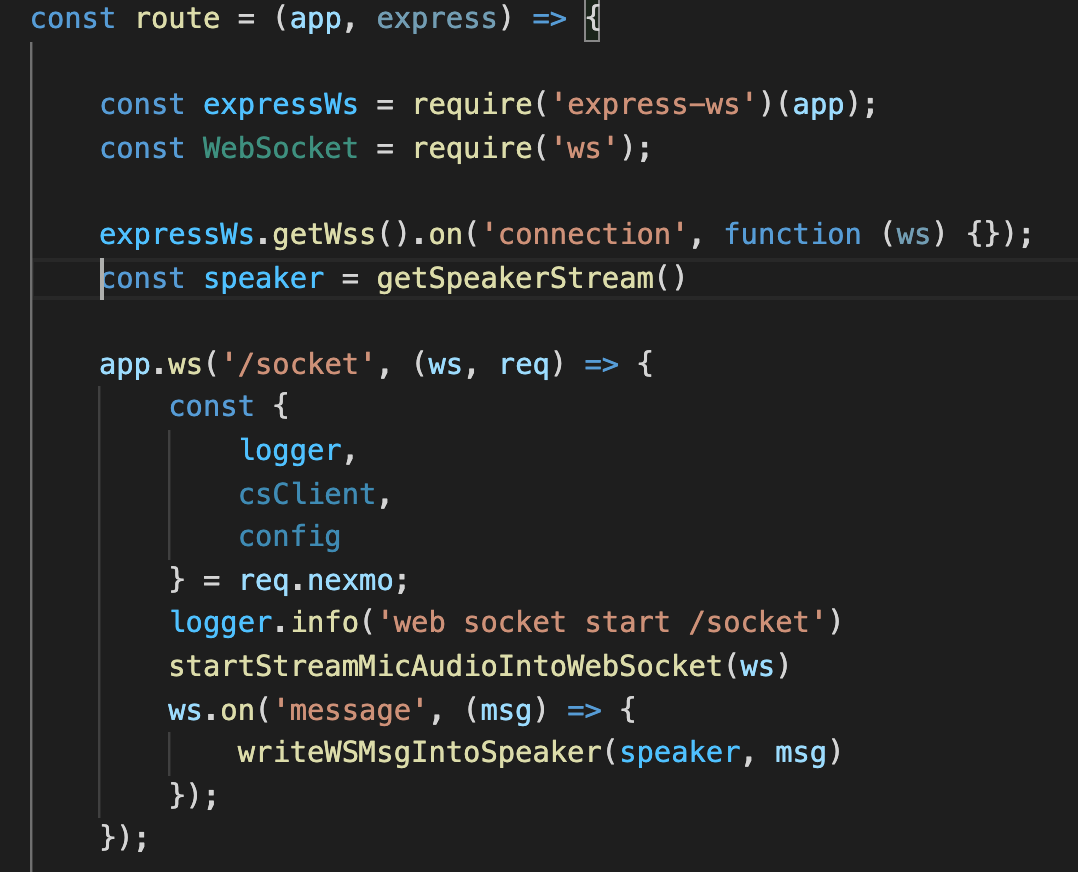 const route = (app, express) => {
const expressWs = require('express-ws')(app);
const WebSocket = require('ws');
expressWs.getWss().on('connection', function (ws) {});
const speaker = getSpeakerStream()
app.ws('/socket', (ws, req) => {
const {
logger,
csClient,
config
} = req.nexmo;
logger.info('web socket start /socket')
startStreamMicAudioIntoWebSocket(ws)
ws.on('message', (msg) => {
writeWSMsgIntoSpeaker(speaker, msg)
});
});